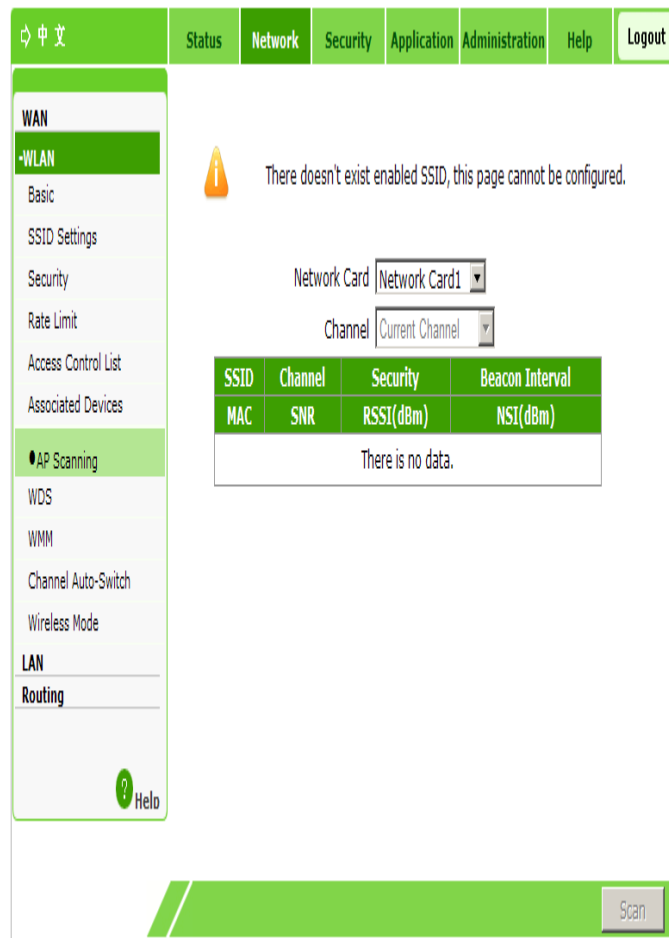 中文
Status Network Security Application Administration Help Logout
WAN
-WLAN
Basic
SSID Settings
Security
Rate Limit
Access Control List
Associated Devices
AP Scanning
WDS
WMM
Channel Auto-Switch
Wireless Mode
LAN
Routing
? Help
There doesn't exist enabled SSID, this page cannot be configured.
Network Card Network Card1
Channel Current Channel
SSID Channel Security Beacon Interval
MAC SNR RSSI(dBm) NSI(dBm)
There is no data.
Scan